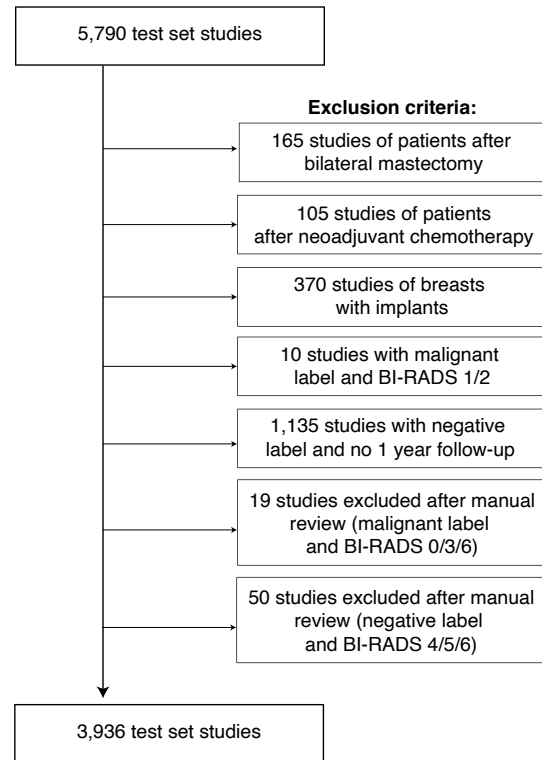 5,790 test set studies
Exclusion criteria:
165 studies of patients after
bilateral mastectomy
105 studies of patients
after neoadjuvant chemotherapy
370 studies of breasts
with implants
10 studies with malignant
label and BI-RADS 1/2
1,135 studies with negative
label and no 1 year follow-up
19 studies excluded after manual
review (malignant label
and BI-RADS 0/3/6)
50 studies excluded after manual
review (negative label
and BI-RADS 4/5/6)
3,936 test set studies